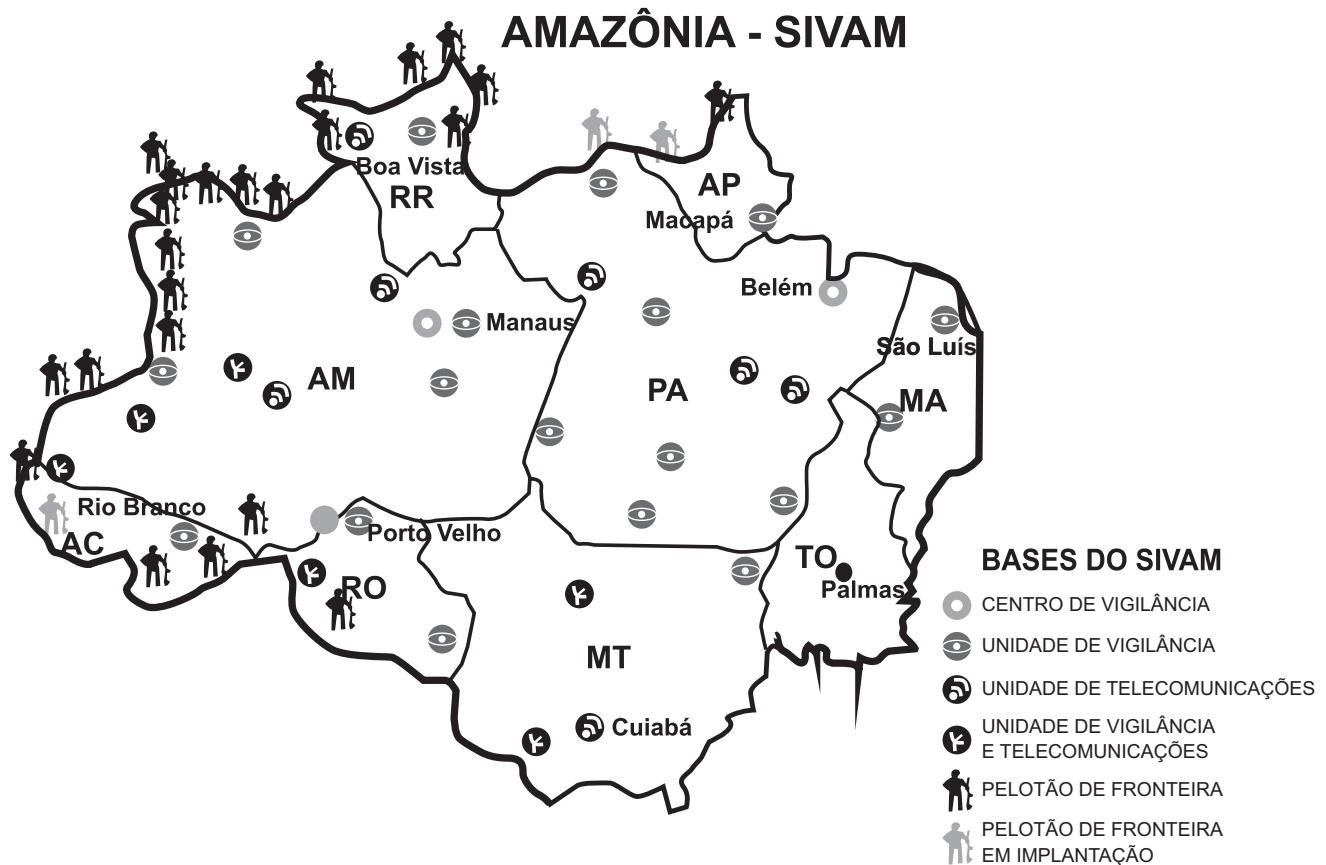 AMAZÔNIA - SIVAM
Boa Vista
RR
AP
Macapá
Belém
Manaus
São Luís
AM
PA
MA
Rio Branco
AC
Porto Velho
RO
TO
Palmas
MT
Cuiabá
BASES DO SIVAM
CENTRO DE VIGILÂNCIA
UNIDADE DE VIGILÂNCIA
UNIDADE DE TELECOMUNICAÇÕES
UNIDADE DE VIGILÂNCIA
E TELECOMUNICAÇÕES
PELOTÃO DE FRONTEIRA
PELOTÃO DE FRONTEIRA
EM IMPLANTAÇÃO